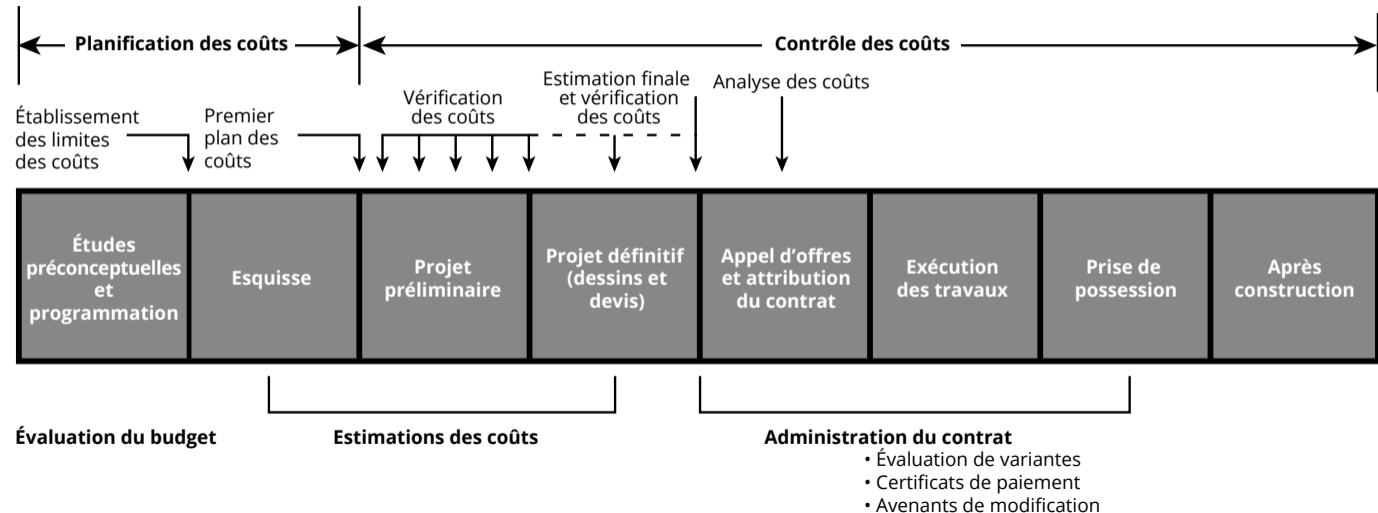 Planification des coûts
Contrôle des coûts
Établissement
des limites
des coûts
Premier
plan des
coûts
Vérification
des coûts
Estimation finale
et vérification
des coûts
Analyse des coûts
Études
préconceptuelles
et
programmation
Esquisse
Projet
préliminaire
Projet définitif
(dessins et
devis)
Appel d’offres
et attribution
du contrat
Exécution
des travaux
Prise de
possession
Après
construction
Évaluation du budget
Estimations des coûts
Administration du contrat
• Évaluation de variantes
• Certificats de paiement
• Avenants de modification